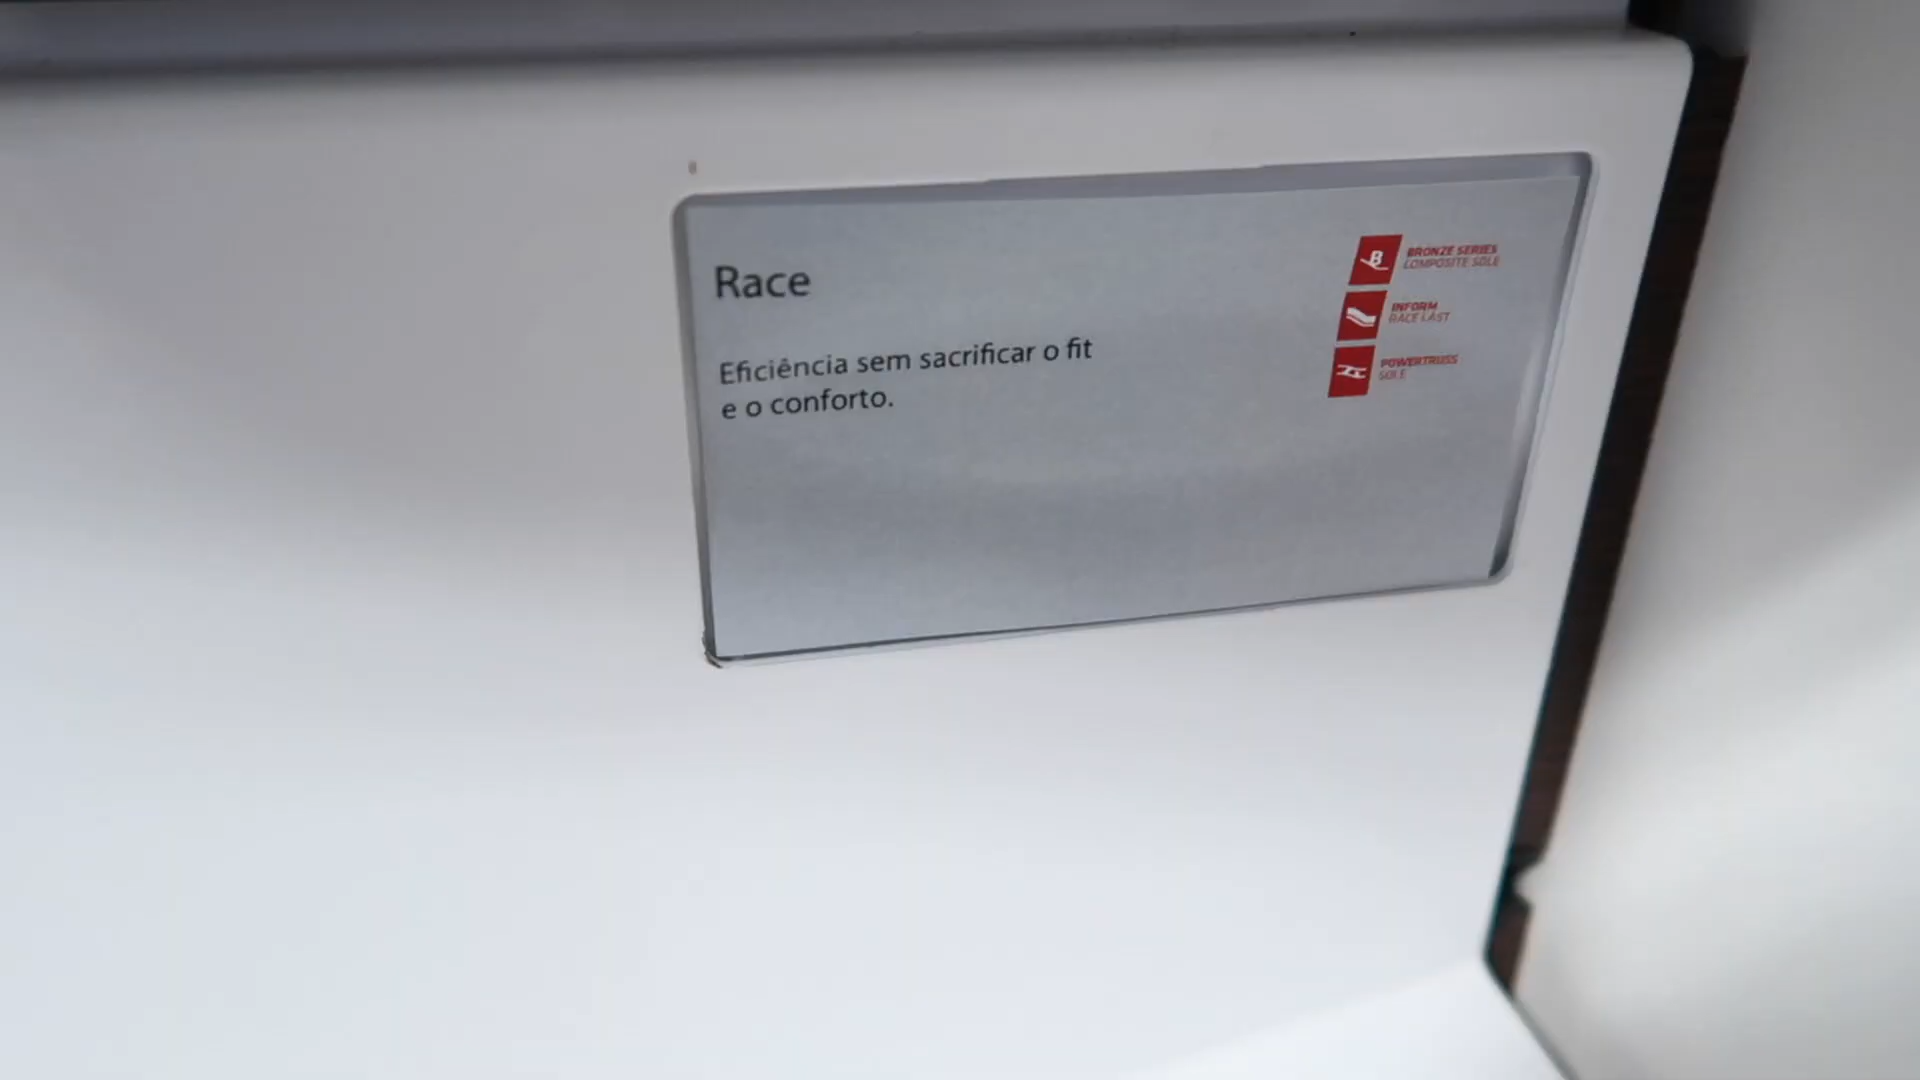 Race
Eficiência sem sacrificar o fit
e o conforto.
B
BRONZE SERIES
COMPOSITE SOLE
INFORM
RACE LAST
POWERTRUSS
SOLE